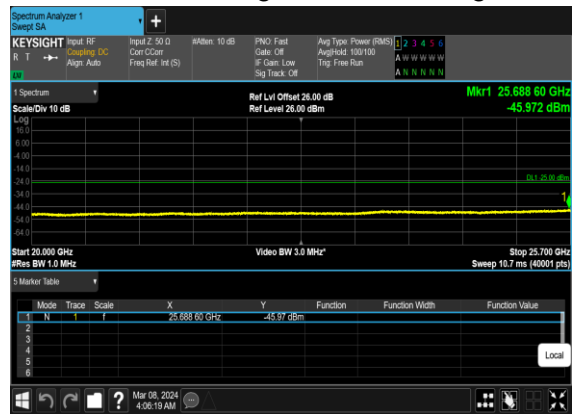 Spectrum Analyzer 1
Swept SA
+
KEYSIGHT Input: RF Input Z: 50 Ω #Atten: 10 dB PNO: Fast Avg Type: Power (RMS) 1 2 3 4 5 6
R T Coupling: DC Corr CCorr Gate: Off Avg|Hold: 100/100 A W W W W W
Align: Auto Freq Ref: Int (S) IF Gain: Low Trig: Free Run
LXI Sig Track: Off A N N N N N
1 Spectrum Ref Lvl Offset 26.00 dB Mkr1 25.688 60 GHz
Scale/Div 10 dB Ref Level 26.00 dBm -45.972 dBm
Log
16.0
6.00
-4.00
-14.0
-24.0 DL1 -25.00 dBm
-34.0 1
-44.0
-54.0
-64.0
Start 20.000 GHz Video BW 3.0 MHz* Stop 25.700 GHz
#Res BW 1.0 MHz Sweep 10.7 ms (40001 pts)
5 Marker Table
Mode Trace Scale X Y Function Function Width Function Value
1 N 1 f 25.688 60 GHz -45.97 dBm
2
3
4
5
6
Local
? Mar 08, 2024
4:06:19 AM